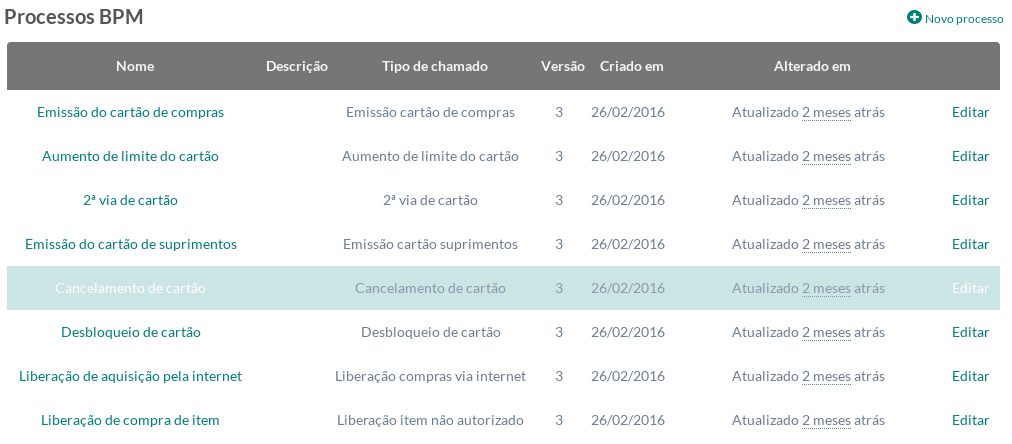 Processos BPM Novo processo
Nome Descrição Tipo de chamado Versão Criado em Alterado em
Emissão do cartão de compras Emissão cartão de compras 3 26/02/2016 Atualizado 2 meses atrás Editar
Aumento de limite do cartão Aumento de limite do cartão 3 26/02/2016 Atualizado 2 meses atrás Editar
2ª via de cartão 2ª via de cartão 3 26/02/2016 Atualizado 2 meses atrás Editar
Emissão do cartão de suprimentos Emissão cartão suprimentos 3 26/02/2016 Atualizado 2 meses atrás Editar
Cancelamento de cartão Cancelamento de cartão 3 26/02/2016 Atualizado 2 meses atrás Editar
Desbloqueio de cartão Desbloqueio de cartão 3 26/02/2016 Atualizado 2 meses atrás Editar
Liberação de aquisição pela internet Liberação compras via internet 3 26/02/2016 Atualizado 2 meses atrás Editar
Liberação de compra de item Liberação item não autorizado 3 26/02/2016 Atualizado 2 meses atrás Editar